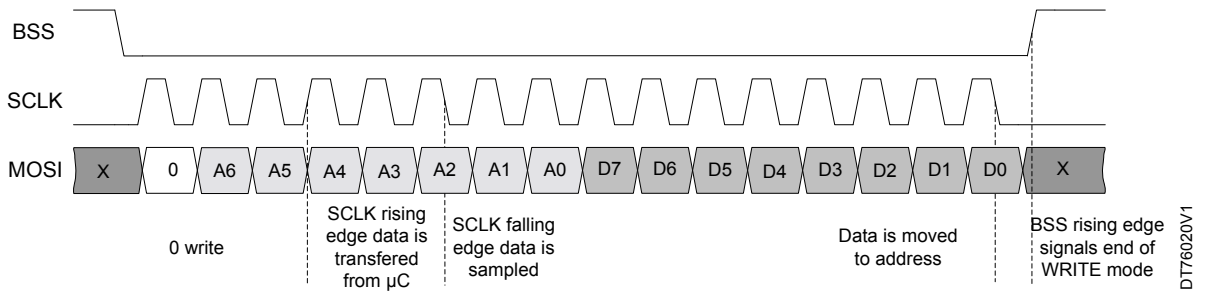 BSS
SCLK
MOSI X 0 A6 A5 A4 A3 A2 A1 A0 D7 D6 D5 D4 D3 D2 D1 D0 X
0 write
SCLK rising
edge data is
transfered
from µC
SCLK falling
edge data is
sampled
Data is moved
to address
BSS rising edge
signals end of
WRITE mode
DT76020V1